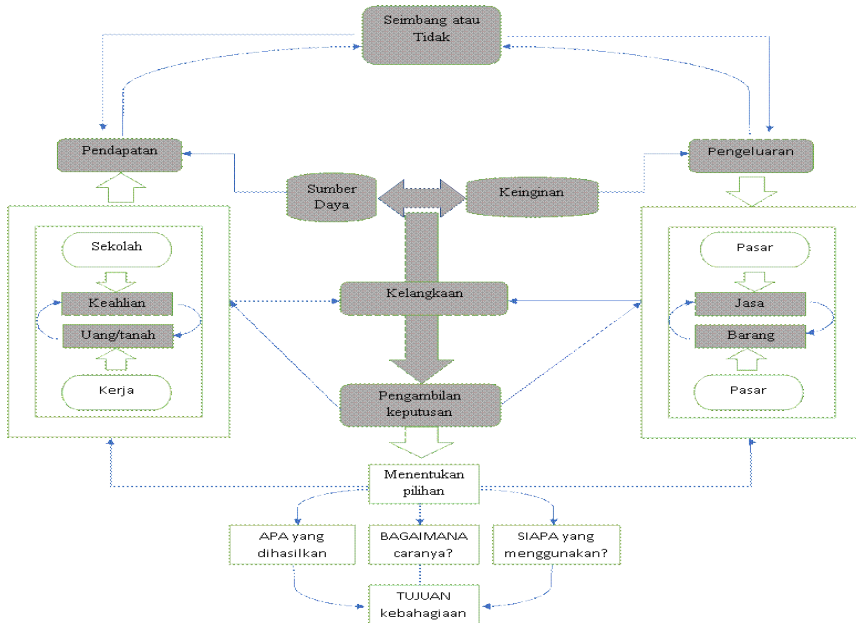 Seimbang atau
Tidak
Pendapatan
Pengeluaran
Sumber
Daya
Keinginan
Sekolah
Keahlian
Uang/tanah
Kerja
Kelangkaan
Pasar
Jasa
Barang
Pasar
Pengambilan
keputusan
Menentukan
pilihan
APA yang
dihasilkan
BAGAIMANA
caranya?
SIAPA yang
menggunakan?
TUJUAN
kebahagiaan